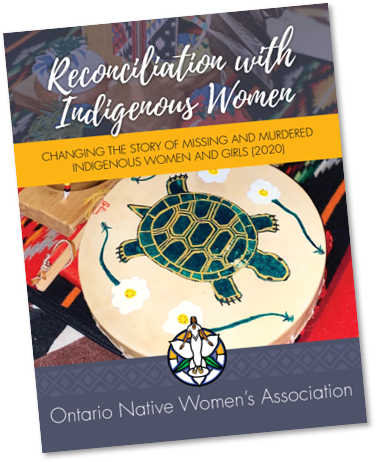 Reconciliation with
Indigenous Women
CHANGING THE STORY OF MISSING AND MURDERED
INDIGENOUS WOMEN AND GIRLS (2020)
Ontario Native Women's Association